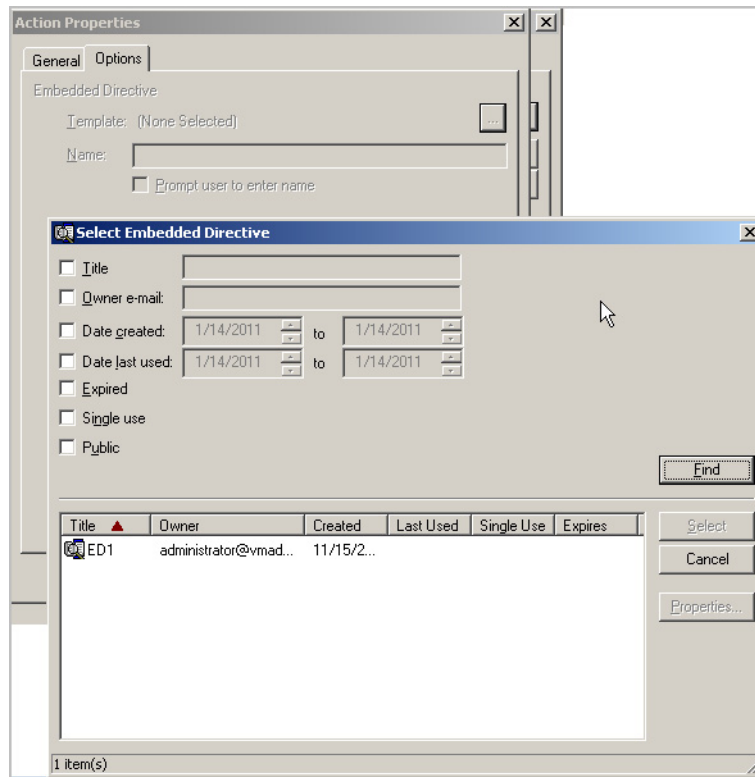 Action Properties
General Options
Embedded Directive
Template: (None Selected) ...
Name:
Prompt user to enter name
Select Embedded Directive
Title
Owner e-mail:
Date created: 1/14/2011 to 1/14/2011
Date last used: 1/14/2011 to 1/14/2011
Expired
Single use
Public
Find
Title Owner Created Last Used Single Use Expires
Select
ED1 administrator@vmad... 11/15/2...
Cancel
Properties...
1 item(s)